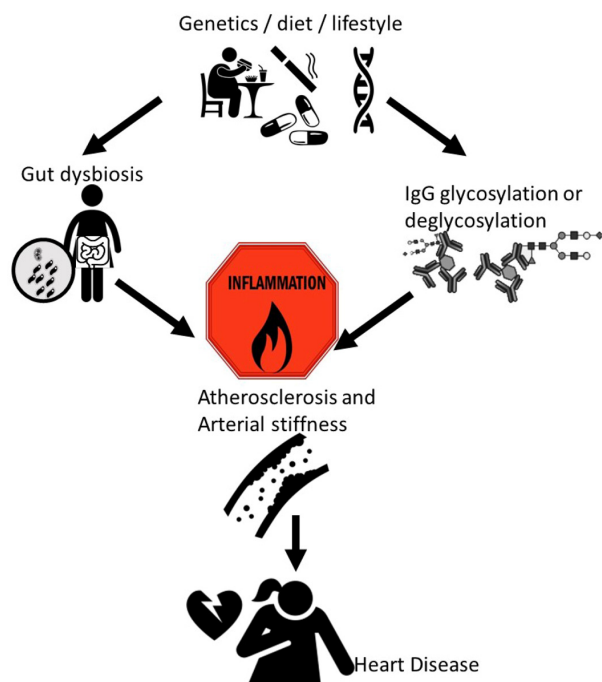 Genetics / diet / lifestyle
Gut dysbiosis
IgG glycosylation or
deglycosylation
INFLAMMATION
Atherosclerosis and
Arterial stiffness
Heart Disease